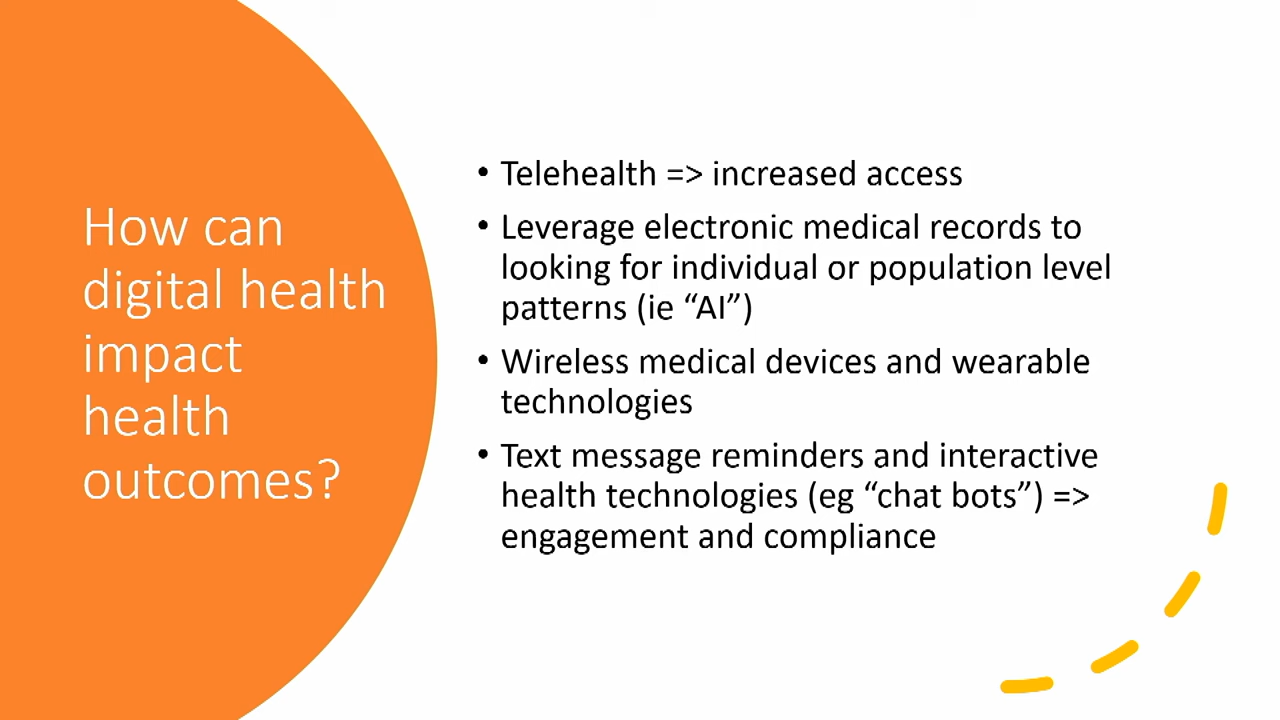 How can
digital health
impact
health
outcomes?
• Telehealth => increased access
• Leverage electronic medical records to
looking for individual or population level
patterns (ie “AI”)
• Wireless medical devices and wearable
technologies
• Text message reminders and interactive
health technologies (eg “chat bots”) =>
engagement and compliance